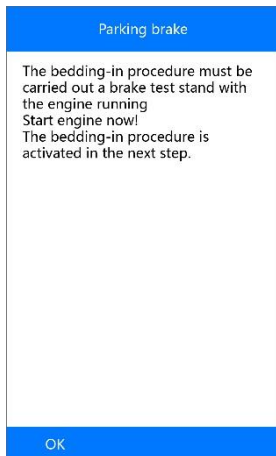 Parking brake
The bedding-in procedure must be
carried out a brake test stand with
the engine running
Start engine now!
The bedding-in procedure is
activated in the next step.
OK